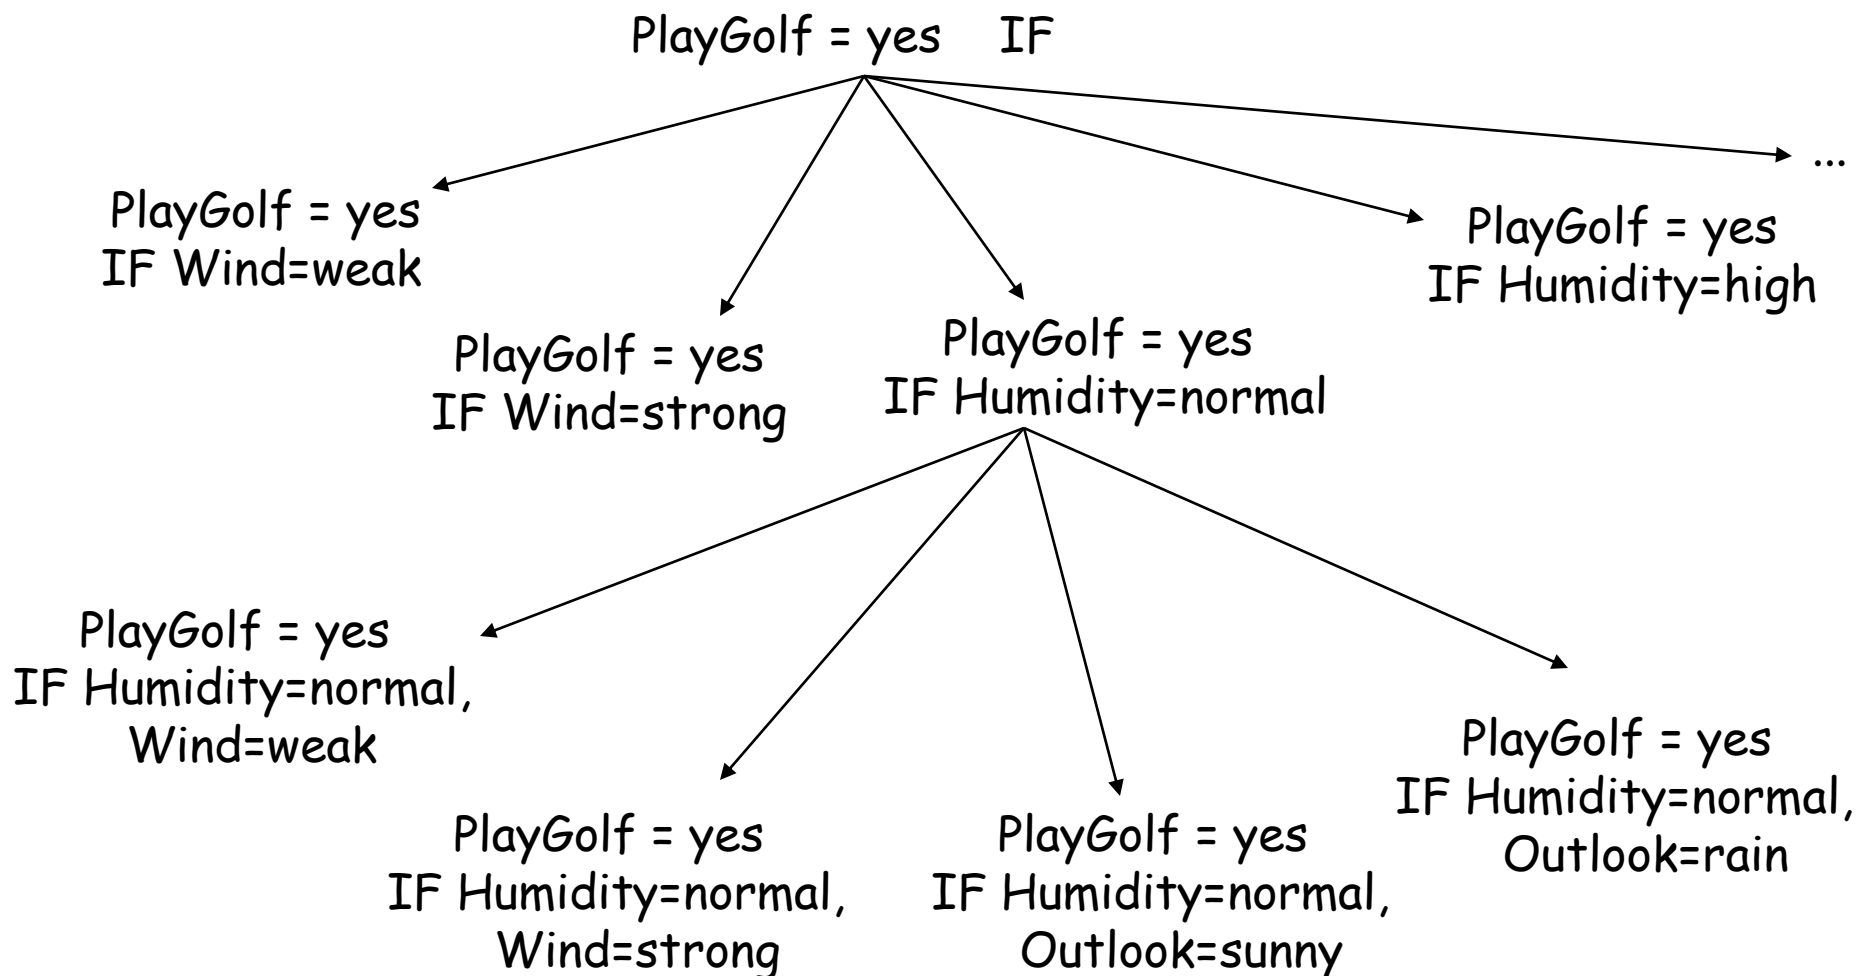 PlayGolf = yes IF
...
PlayGolf = yes
IF Wind=weak
PlayGolf = yes
IF Wind=strong
PlayGolf = yes
IF Humidity=normal
PlayGolf = yes
IF Humidity=high
PlayGolf = yes
IF Humidity=normal,
Wind=weak
PlayGolf = yes
IF Humidity=normal,
Wind=strong
PlayGolf = yes
IF Humidity=normal,
Outlook=sunny
PlayGolf = yes
IF Humidity=normal,
Outlook=rain